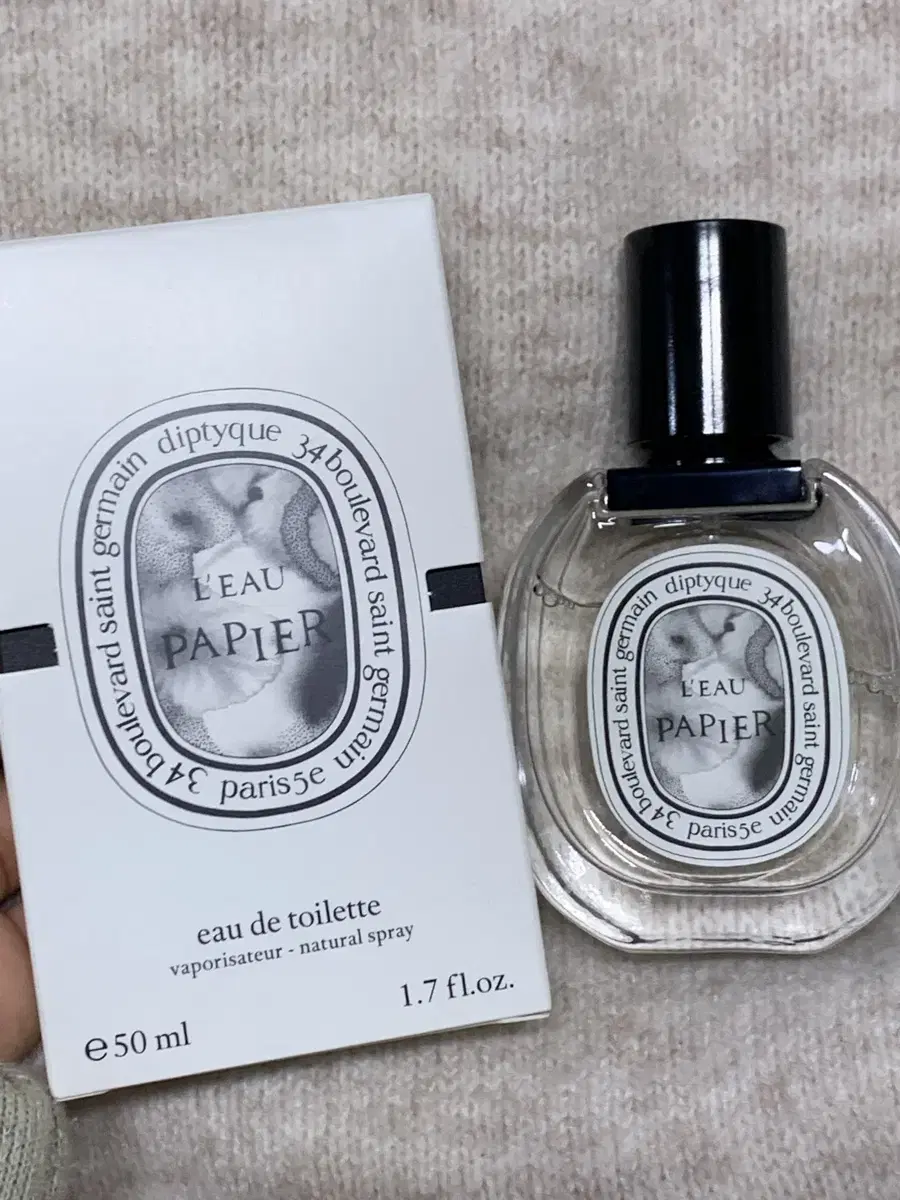 diptyque 34 boulevard saint germain paris5e 34 boulevard saint germain
L'EAU
PAPIER
eau de toilette
vaporisateur - natural spray
1.7 fl.oz.
℮50 ml
diptyque 34 boulevard saint germain paris5e 34 boulevard saint germain
L'EAU
PAPIER